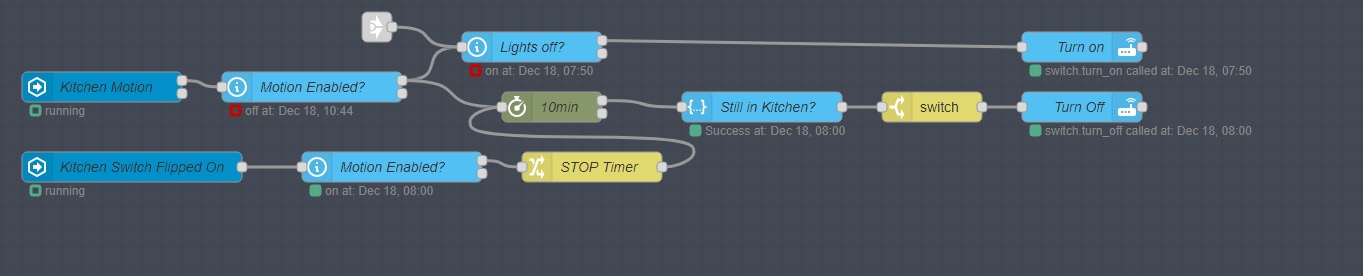 Lights off?
Turn on
on at: Dec 18, 07:50
switch.turn_on called at: Dec 18, 07:50
Kitchen Motion
Motion Enabled?
running
off at: Dec 18, 10:44
10min
Still in Kitchen?
switch
Turn Off
{...}
Success at: Dec 18, 08:00
switch.turn_off called at: Dec 18, 08:00
Kitchen Switch Flipped On
Motion Enabled?
STOP Timer
running
on at: Dec 18, 08:00